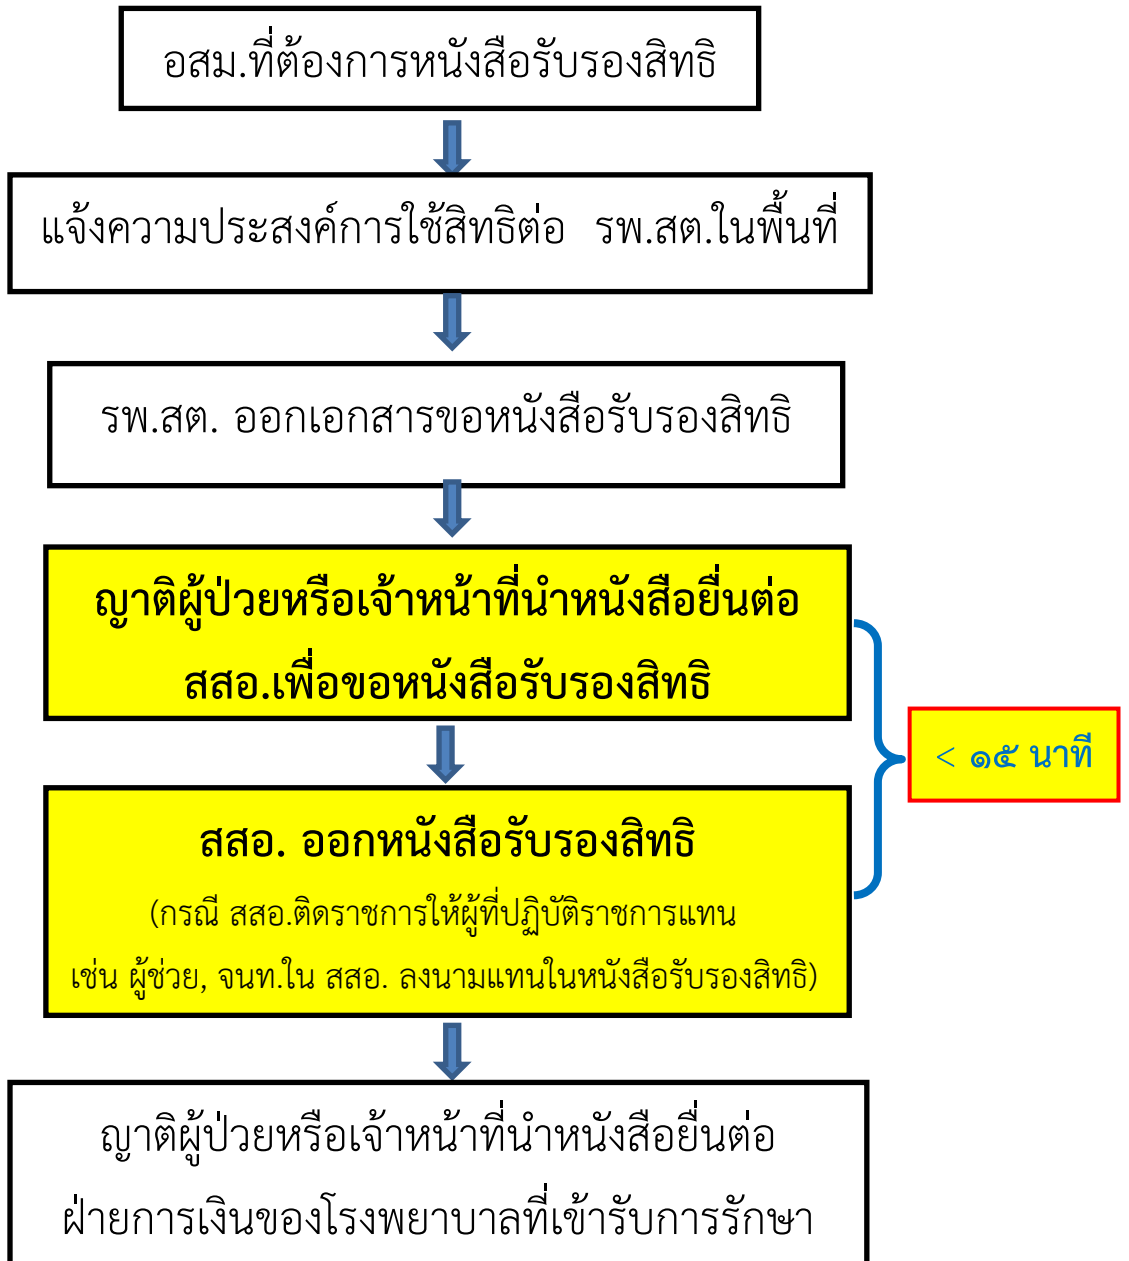 อสม.ที่ต้องการหนังสือรับรองสิทธิ
แจ้งความประสงค์การใช้สิทธิต่อ รพ.สต.ในพื้นที่
รพ.สต. ออกเอกสารขอหนังสือรับรองสิทธิ
ญาติผู้ป่วยหรือเจ้าหน้าที่นำหนังสือยื่นต่อ
สสอ.เพื่อขอหนังสือรับรองสิทธิ
< ๑๕ นาที
สสอ. ออกหนังสือรับรองสิทธิ
(กรณี สสอ.ติดราชการให้ผู้ที่ปฏิบัติราชการแทน
เช่น ผู้ช่วย, จนท.ใน สสอ. ลงนามแทนในหนังสือรับรองสิทธิ)
ญาติผู้ป่วยหรือเจ้าหน้าที่นำหนังสือยื่นต่อ
ฝ่ายการเงินของโรงพยาบาลที่เข้ารับการรักษา